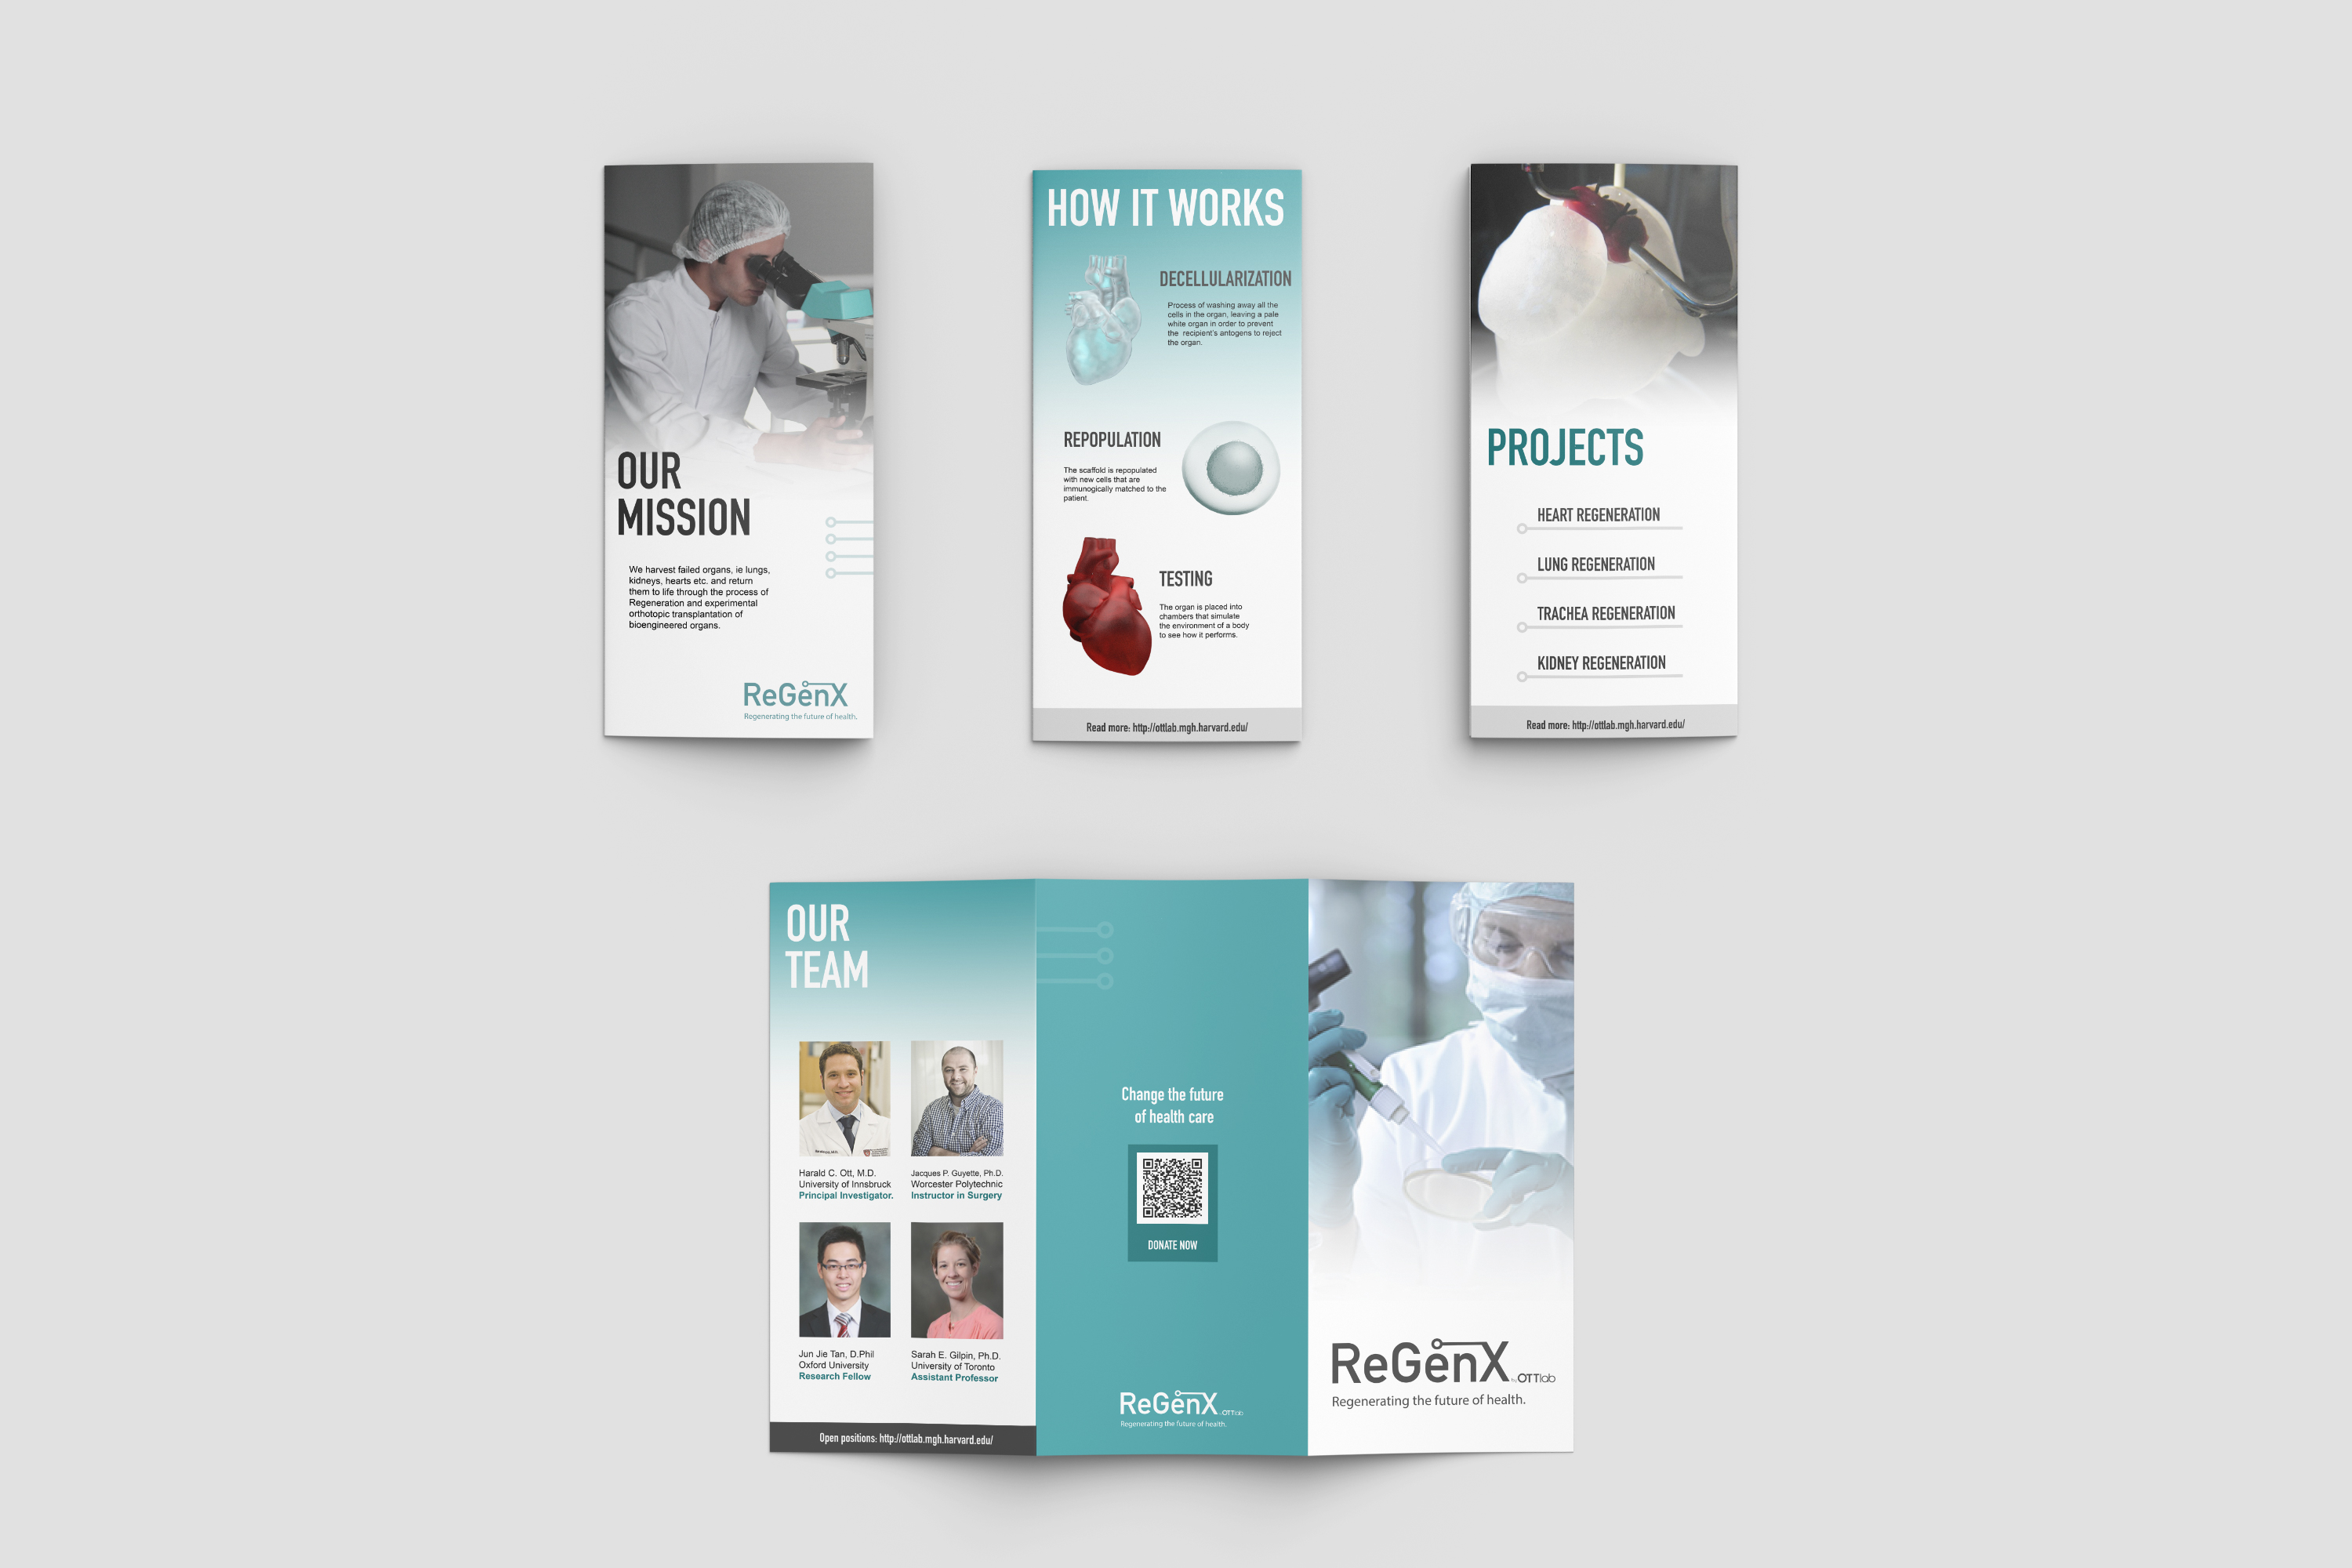 OUR
MISSION
We harvest failed organs, ie lungs,
kidneys, hearts etc. and return
them to life through the process of
Regeneration and experimental
orthotopic transplantation of
bioengineered organs.
ReGenX
Regenerating the future of health.
HOW IT WORKS
DECELLULARIZATION
Process of washing away all the
cells in the organ, leaving a pale
white organ in order to prevent
the recipient's antogens to reject
the organ.
REPOPULATION
The scaffold is repopulated
with new cells that are
immunogically matched to the
patient.
TESTING
The organ is placed into
chambers that simulate
the environment of a body
to see how it performs.
Read more: http://ottlab.mgh.harvard.edu/
PROJECTS
HEART REGENERATION
LUNG REGENERATION
TRACHEA REGENERATION
KIDNEY REGENERATION
Read more: http://ottlab.mgh.harvard.edu/
OUR
TEAM
Harald C. Ott, M.D.
University of Innsbruck
Principal Investigator.
Jacques P. Guyette, Ph.D.
Worcester Polytechnic
Instructor in Surgery
Jun Jie Tan, D.Phil
Oxford University
Research Fellow
Sarah E. Gilpin, Ph.D.
University of Toronto
Assistant Professor
Open positions: http://ottlab.mgh.harvard.edu/
Change the future
of health care
DONATE NOW
ReGenX OTTlab
Regenerating the future of health.
ReGenX OTTlab
Regenerating the future of health.